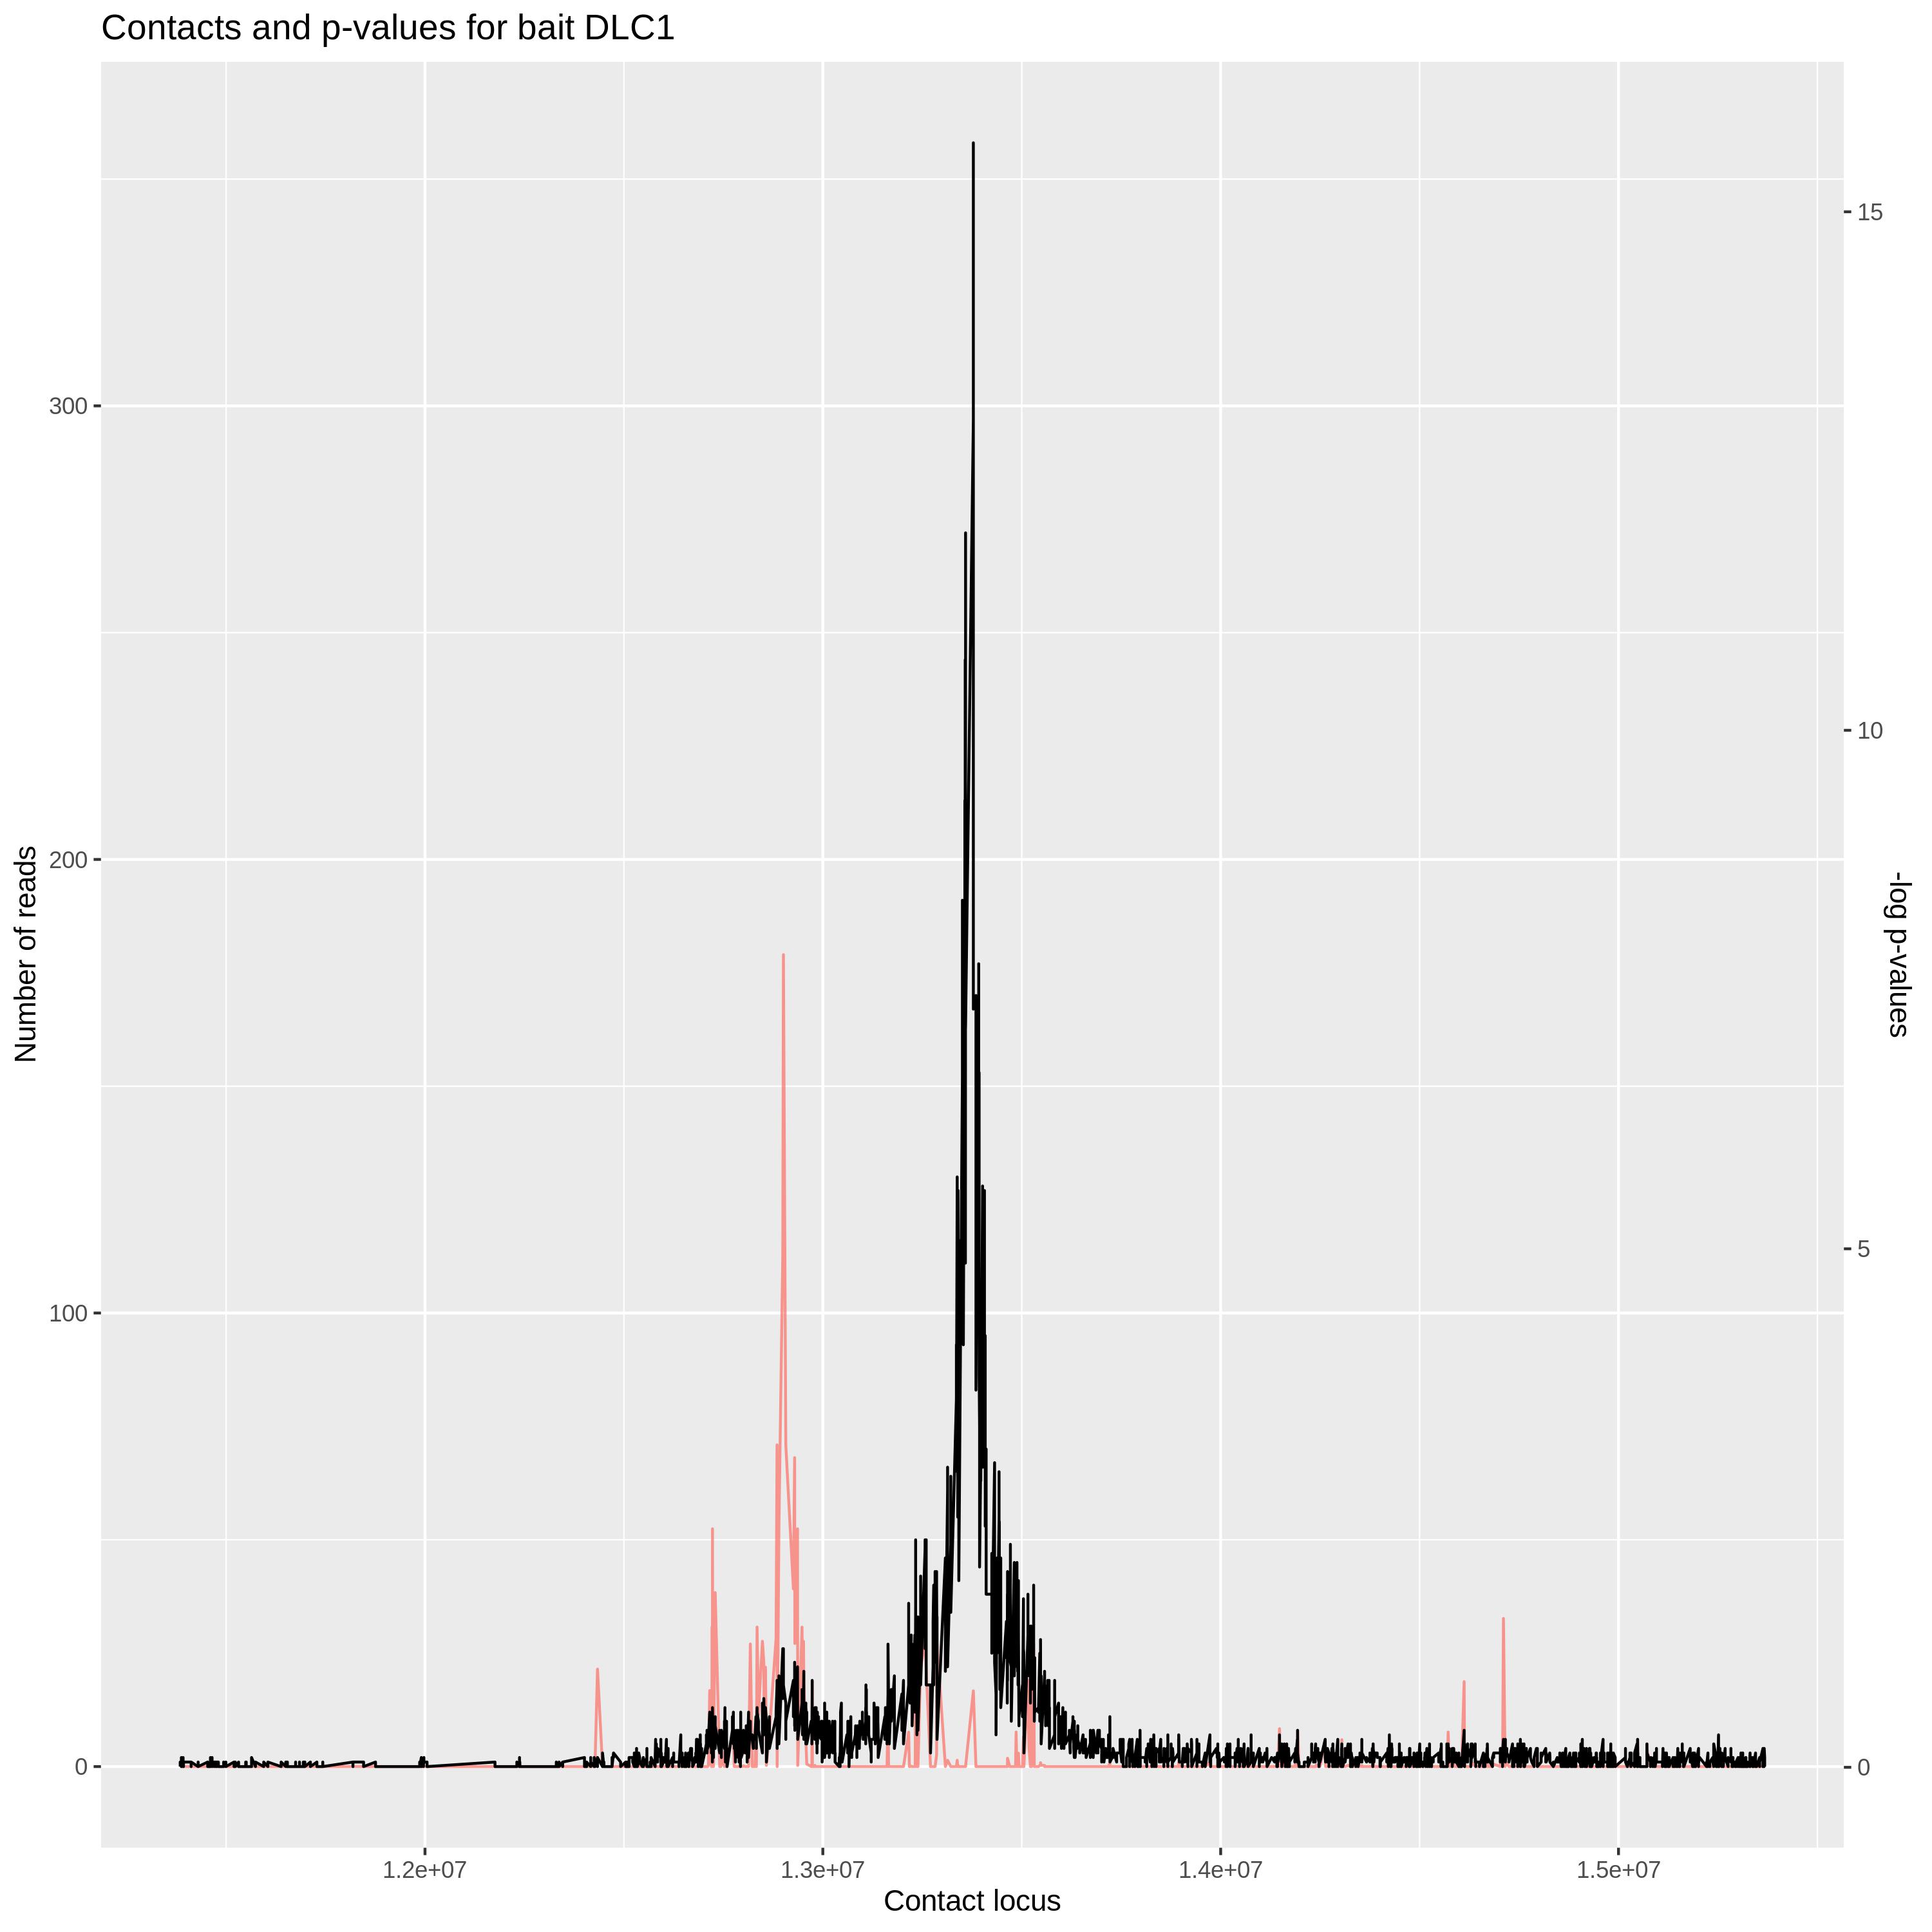 Contacts and p-values for bait DLC1
300
200
100
0
15
10
5
0
Number of reads
-log p-values
1.2e+07
1.3e+07
1.4e+07
1.5e+07
Contact locus